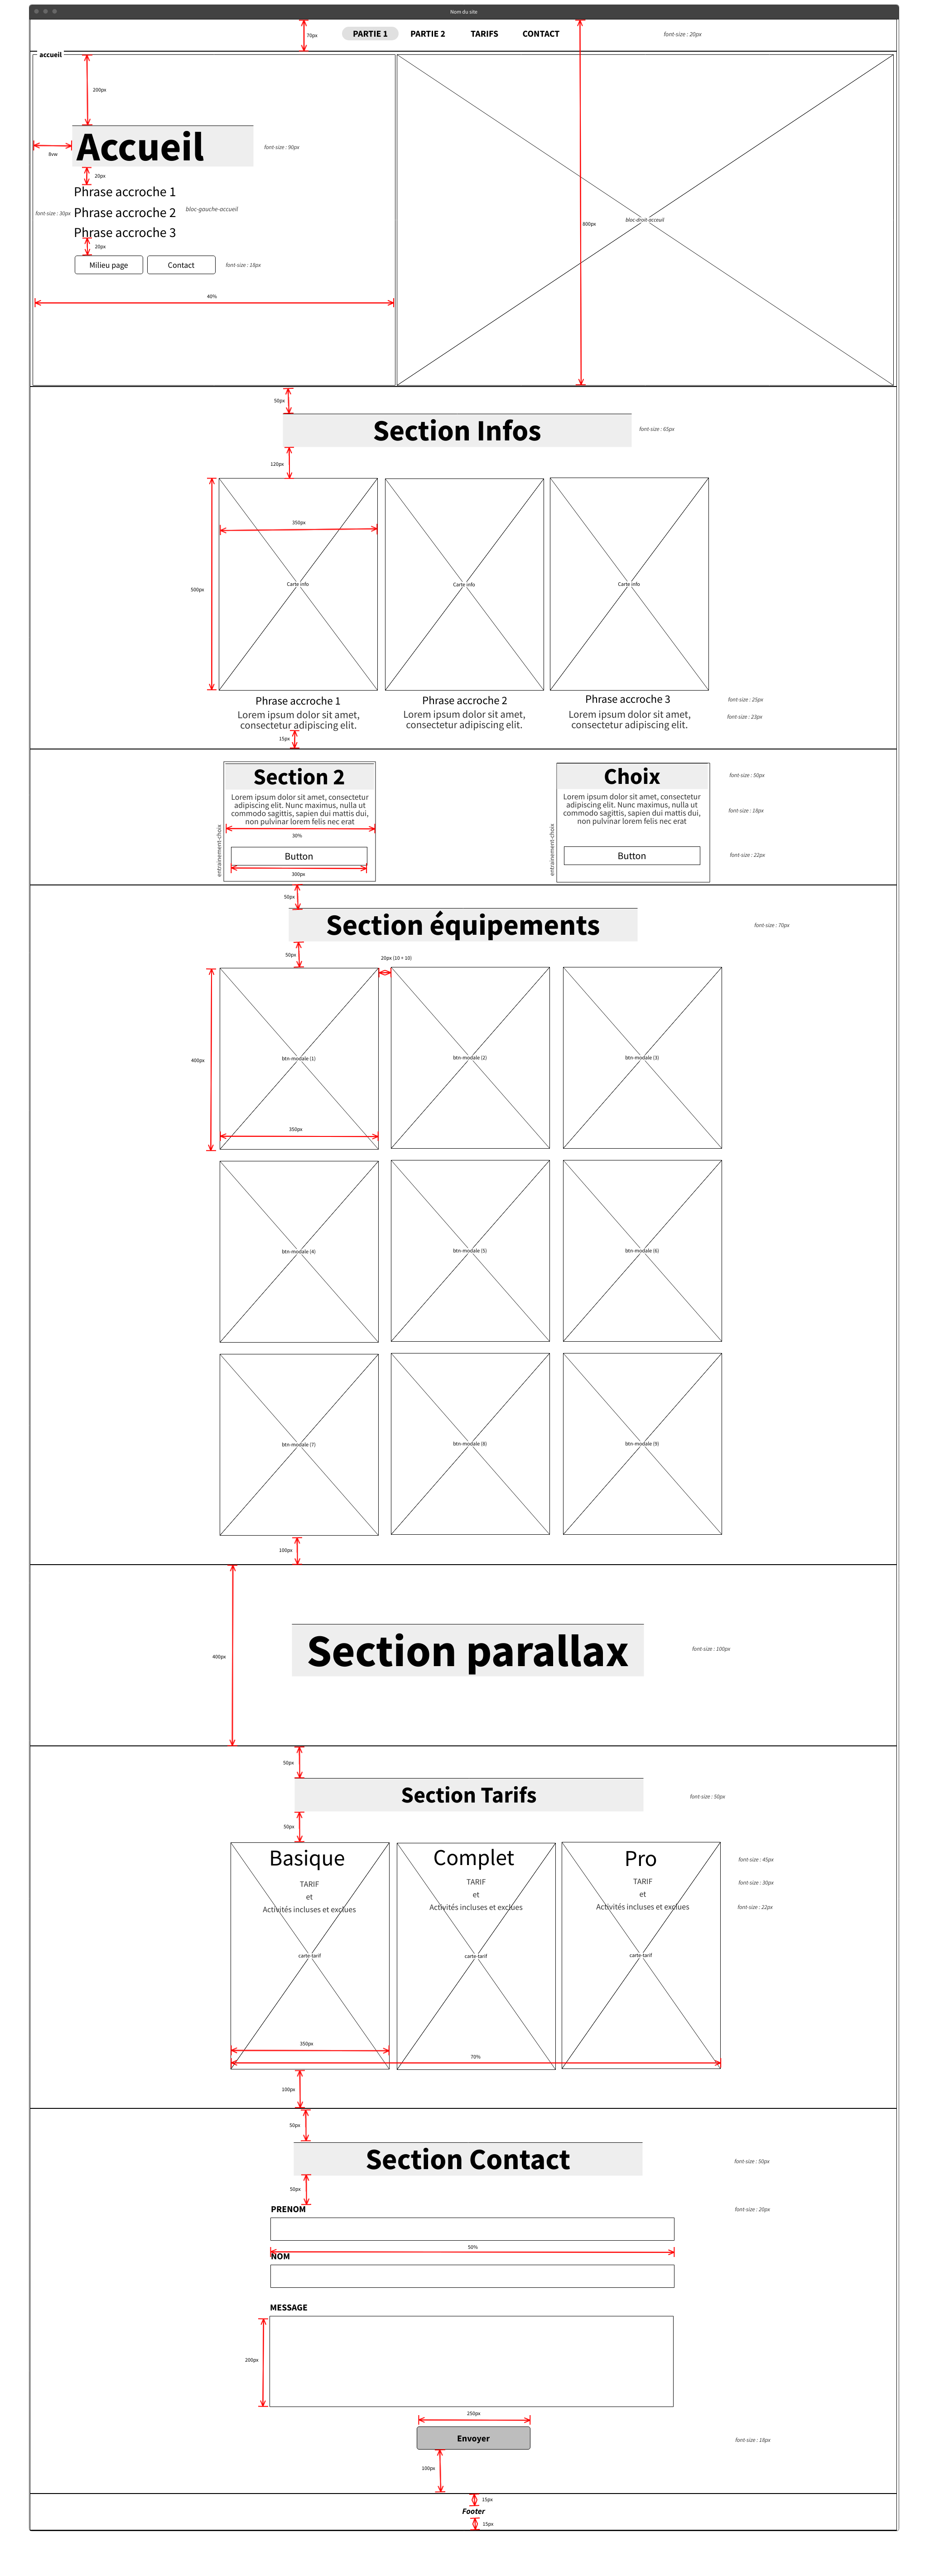 Nom du site
70px
PARTIE 1
PARTIE 2
TARIFS
CONTACT
font-size : 20px
accueil
200px
8vw
Accueil
font-size : 90px
20px
Phrase accroche 1
font-size : 30px
Phrase accroche 2
bloc-gauche-accueil
Phrase accroche 3
20px
Milieu page
Contact
font-size : 18px
40%
800px
bloc-droit-acceuil
50px
Section Infos
font-size : 65px
120px
350px
500px
Carte info
Carte info
Carte info
Phrase accroche 1
Phrase accroche 2
Phrase accroche 3
font-size : 25px
Lorem ipsum dolor sit amet,
consectetur adipiscing elit.
Lorem ipsum dolor sit amet,
consectetur adipiscing elit.
Lorem ipsum dolor sit amet,
consectetur adipiscing elit.
font-size : 23px
15px
Section 2
Lorem ipsum dolor sit amet, consectetur
adipiscing elit. Nunc maximus, nulla ut
commodo sagittis, sapien dui mattis dui,
non pulvinar lorem felis nec erat
30%
entrainement-choix
Button
300px
Choix
font-size : 50px
Lorem ipsum dolor sit amet, consectetur
adipiscing elit. Nunc maximus, nulla ut
commodo sagittis, sapien dui mattis dui,
non pulvinar lorem felis nec erat
font-size : 18px
entrainement-choix
Button
font-size : 22px
50px
Section équipements
font-size : 70px
50px
20px (10 + 10)
400px
btn-modale (1)
btn-modale (2)
btn-modale (3)
350px
btn-modale (4)
btn-modale (5)
btn-modale (6)
btn-modale (7)
btn-modale (8)
btn-modale (9)
100px
400px
Section parallax
font-size : 100px
50px
Section Tarifs
font-size : 50px
50px
Basique
Complet
Pro
font-size : 45px
TARIF
et
Activités incluses et exclues
TARIF
et
Activités incluses et exclues
TARIF
et
Activités incluses et exclues
font-size : 30px
font-size : 22px
carte-tarif
carte-tarif
carte-tarif
350px
70%
100px
50px
Section Contact
font-size : 50px
50px
PRENOM
font-size : 20px
50%
NOM
MESSAGE
200px
250px
Envoyer
font-size : 18px
100px
15px
Footer
15px